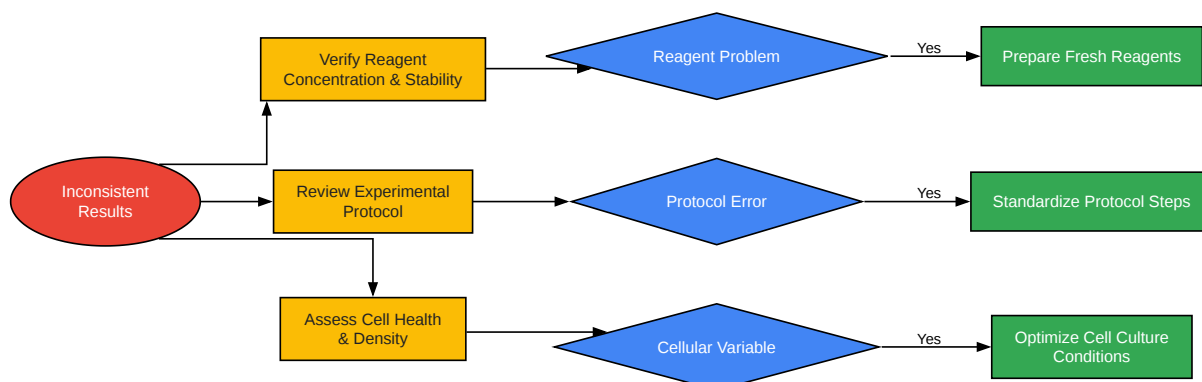 Verify Reagent
Concentration & Stability
Reagent Problem
Yes
Prepare Fresh Reagents
Inconsistent
Results
Review Experimental
Protocol
Protocol Error
Yes
Standardize Protocol Steps
Assess Cell Health
& Density
Cellular Variable
Yes
Optimize Cell Culture
Conditions